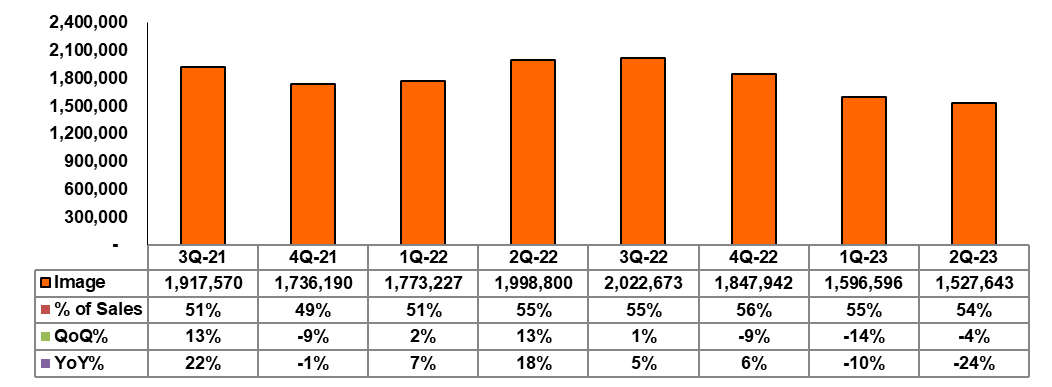 2,400,000
2,100,000
1,800,000
1,500,000
1,200,000
900,000
600,000
300,000
-
3Q-21 4Q-21 1Q-22 2Q-22 3Q-22 4Q-22 1Q-23 2Q-23
Image 1,917,570 1,736,190 1,773,227 1,998,800 2,022,673 1,847,942 1,596,596 1,527,643
% of Sales 51% 49% 51% 55% 55% 56% 55% 54%
QoQ% 13% -9% 2% 13% 1% -9% -14% -4%
YoY% 22% -1% 7% 18% 5% 6% -10% -24%